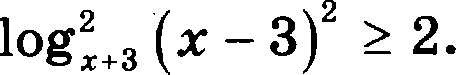 log²ₓ₊₃ (x − 3)² ≥ 2.